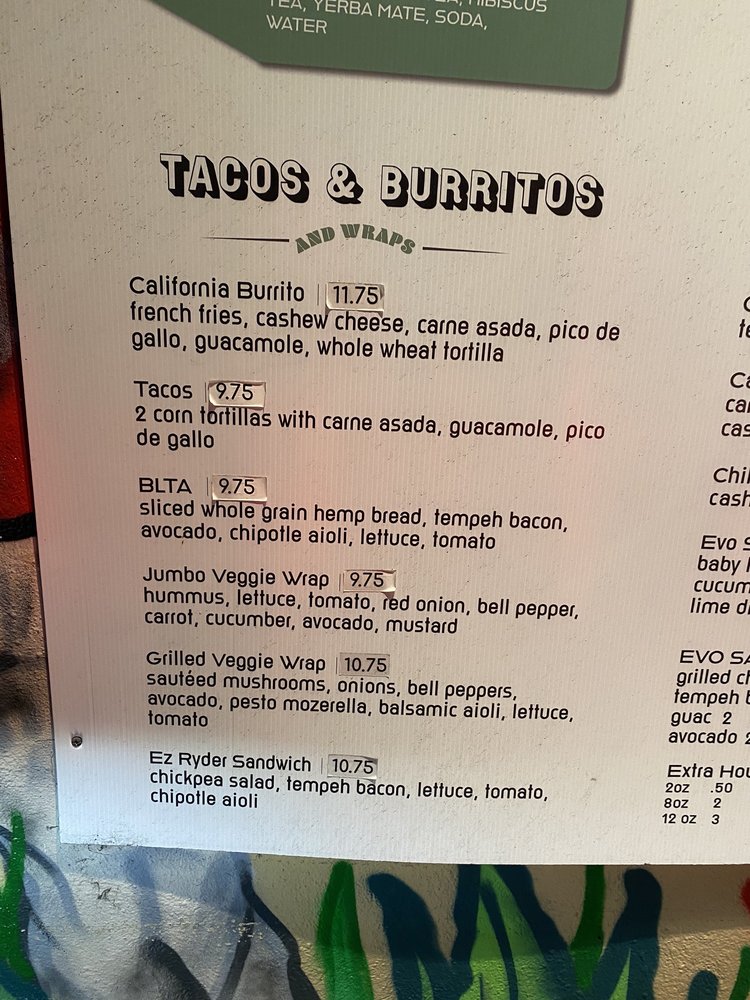 TEA, YERBA MATE, SODA,
WATER
TACOS & BURRITOS
AND WRAPS
California Burrito | 11.75
french fries, cashew cheese, carne asada, pico de
gallo, guacamole, whole wheat tortilla
Tacos | 9.75
2 corn tortillas with carne asada, guacamole, pico
de gallo
BLTA | 9.75
sliced whole grain hemp bread, tempeh bacon,
avocado, chipotle aioli, lettuce, tomato
Jumbo Veggie Wrap | 9.75
hummus, lettuce, tomato, red onion, bell pepper,
carrot, cucumber, avocado, mustard
Grilled Veggie Wrap | 10.75
sautéed mushrooms, onions, bell peppers,
avocado, pesto mozerella, balsamic aioli, lettuce,
tomato
Ez Ryder Sandwich | 10.75
chickpea salad, tempeh bacon, lettuce, tomato,
chipotle aioli
Evo
baby
lime
EVO
grilled
tempeh
guac 2
avocado
Extra
2oz .50
8oz 2
12 oz 3